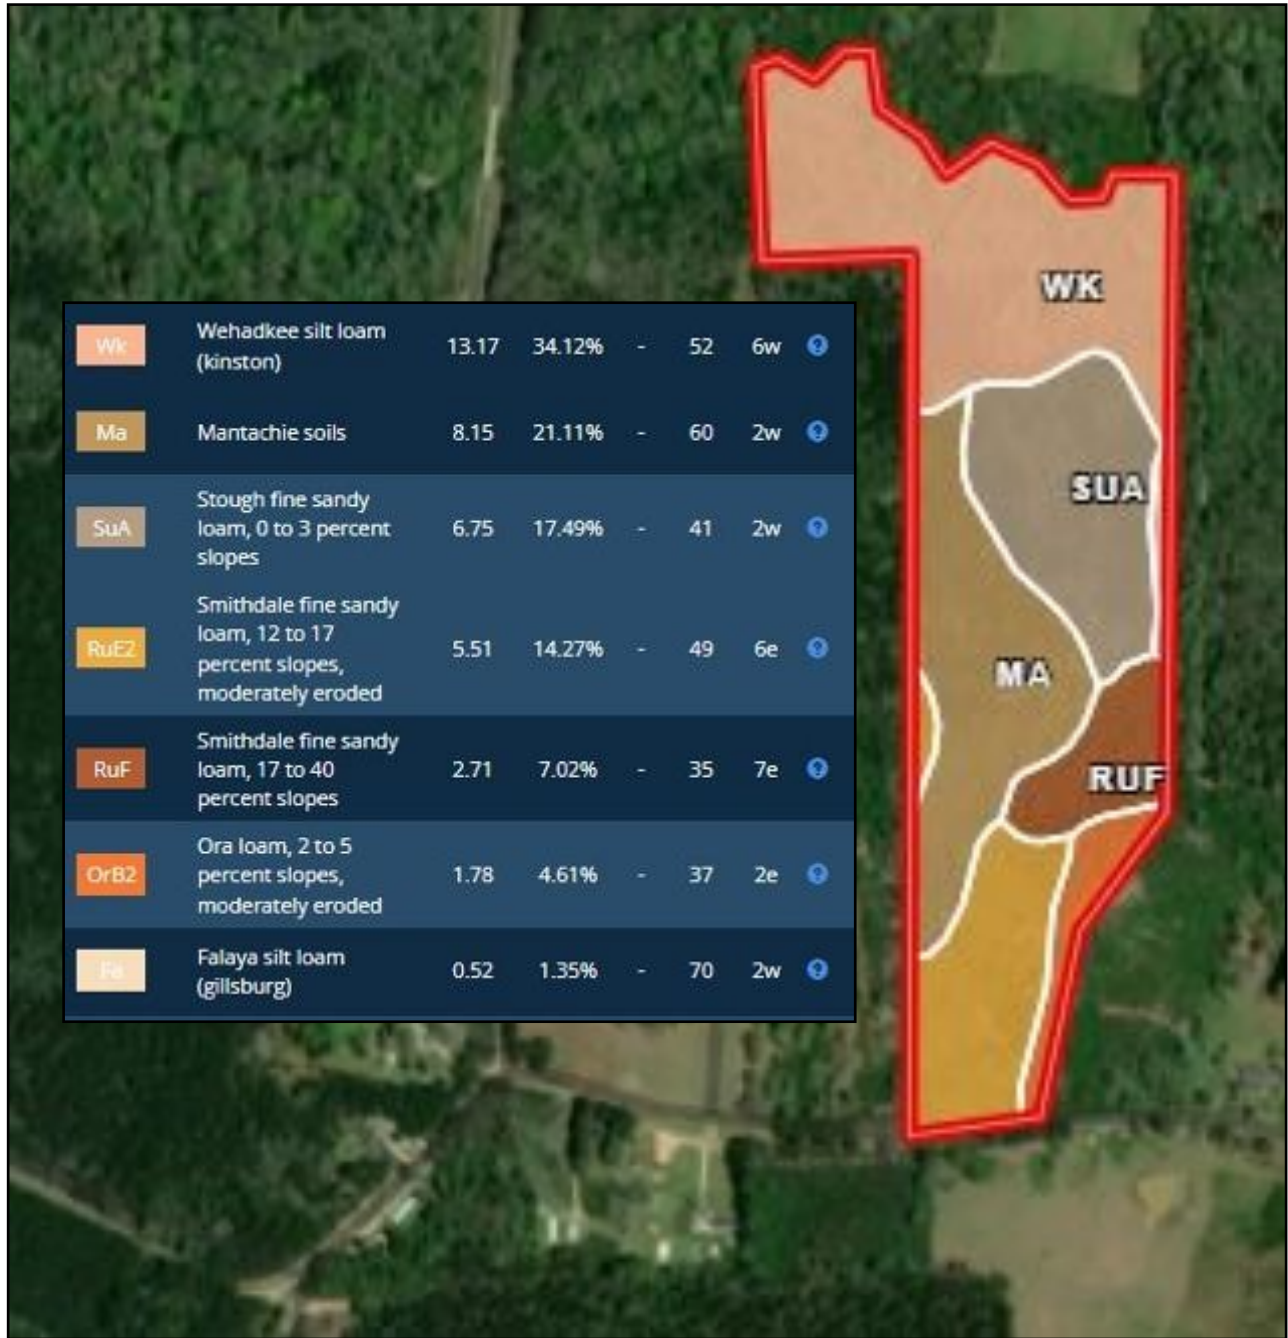 WK
Wk Wehadkee silt loam (kinston) 13.17 34.12% - 52 6w ?
Ma Mantachie soils 8.15 21.11% - 60 2w ?
SUA
SuA Stough fine sandy loam, 0 to 3 percent slopes 6.75 17.49% - 41 2w ?
RuE2 Smithdale fine sandy loam, 12 to 17 percent slopes, moderately eroded 5.51 14.27% - 49 6e ?
MA
RuF Smithdale fine sandy loam, 17 to 40 percent slopes 2.71 7.02% - 35 7e ?
RUF
OrB2 Ora loam, 2 to 5 percent slopes, moderately eroded 1.78 4.61% - 37 2e ?
Falaya silt loam (gillsburg) 0.52 1.35% - 70 2w ?